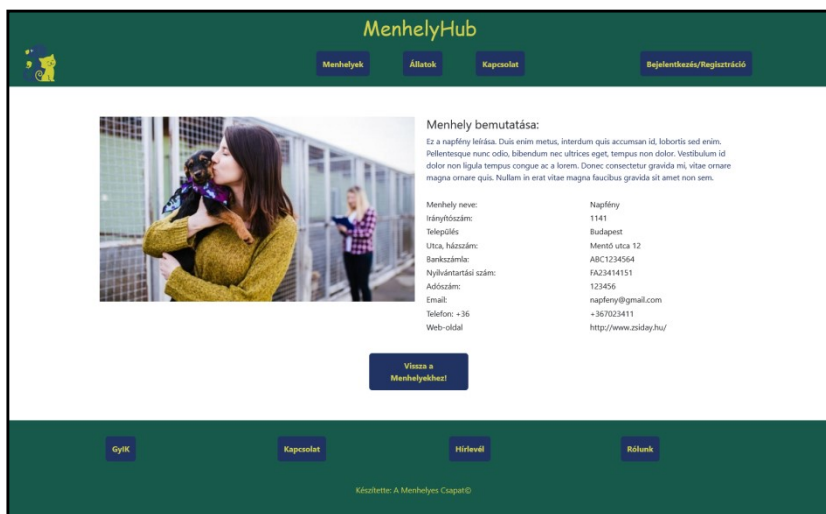 MenhelyHub
Menhelyek
Állatok
Kapcsolat
Bejelentkezés/Regisztráció
Menhely bemutatása:
Ez a napfény leírása. Duis enim metus, interdum quis accumsan id, lobortis sed enim.
Pellentesque nunc odio, bibendum nec ultrices eget, tempus non dolor. Vestibulum id
dolor non ligula tempus congue ac a lorem. Donec consectetur gravida mi, vitae ornare
magna ornare quis. Nullam in erat vitae magna faucibus gravida sit amet non sem.
Menhely neve: Napfény
Irányítószám: 1141
Település Budapest
Utca, házszám: Mentő utca 12
Bankszámla: ABC1234564
Nyilvántartási szám: FA23414151
Adószám: 123456
Email: napfeny@gmail.com
Telefon: +36 +367023411
Web-oldal http://www.zsiday.hu/
Vissza a
Menhelyekhez!
GyIK
Kapcsolat
Hírlevél
Rólunk
Készítette: A Menhelyes Csapat©